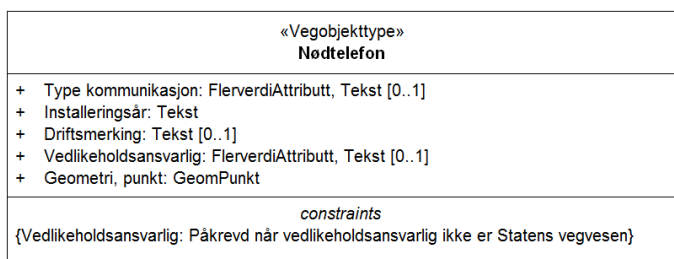 «Vegobjekttype»
Nødtelefon
+ Type kommunikasjon: FlerverdiAttributt, Tekst [0..1]
+ Installeringsår: Tekst
+ Driftsmerking: Tekst [0..1]
+ Vedlikeholdsansvarlig: FlerverdiAttributt, Tekst [0..1]
+ Geometri, punkt: GeomPunkt
constraints
{Vedlikeholdsansvarlig: Påkrevd når vedlikeholdsansvarlig ikke er Statens vegvesen}